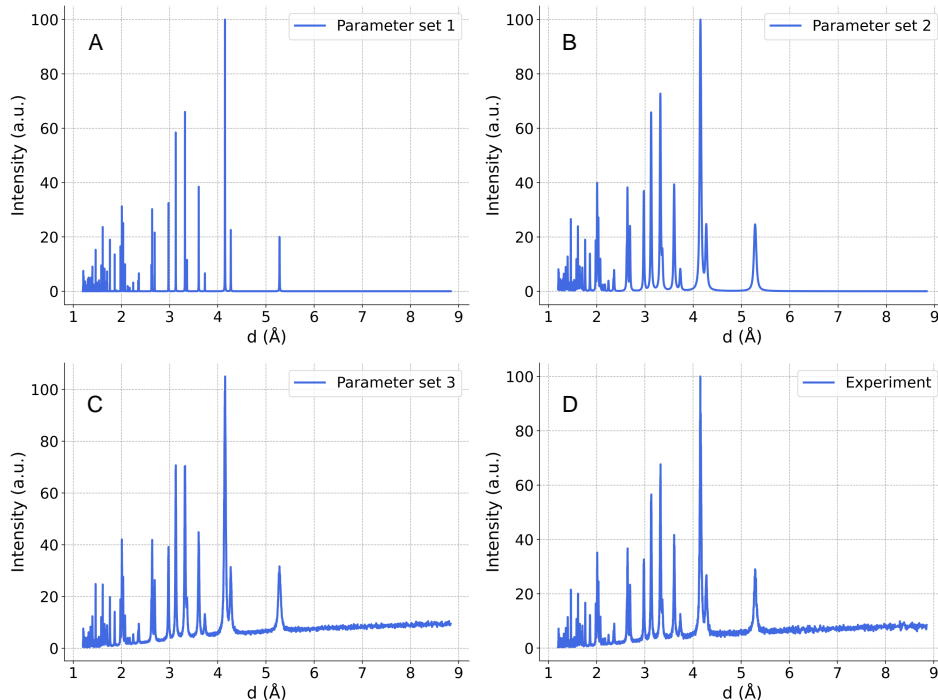 A
Parameter set 1
Intensity (a.u.)
100
80
60
40
20
0
1 2 3 4 5 6 7 8 9
d (Å)
B
Parameter set 2
Intensity (a.u.)
100
80
60
40
20
0
1 2 3 4 5 6 7 8 9
d (Å)
C
Parameter set 3
Intensity (a.u.)
100
80
60
40
20
0
1 2 3 4 5 6 7 8 9
d (Å)
D
Experiment
Intensity (a.u.)
100
80
60
40
20
0
1 2 3 4 5 6 7 8 9
d (Å)